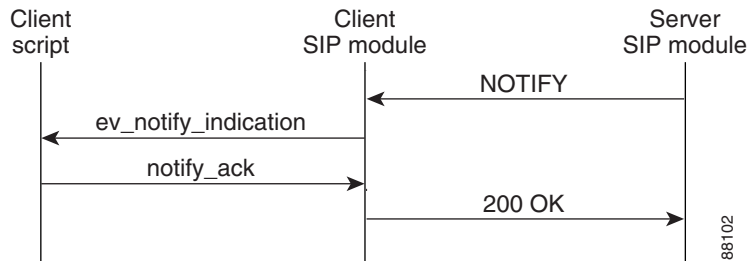 Client
script
Client
SIP module
Server
SIP module
NOTIFY
ev_notify_indication
notify_ack
200 OK
88102